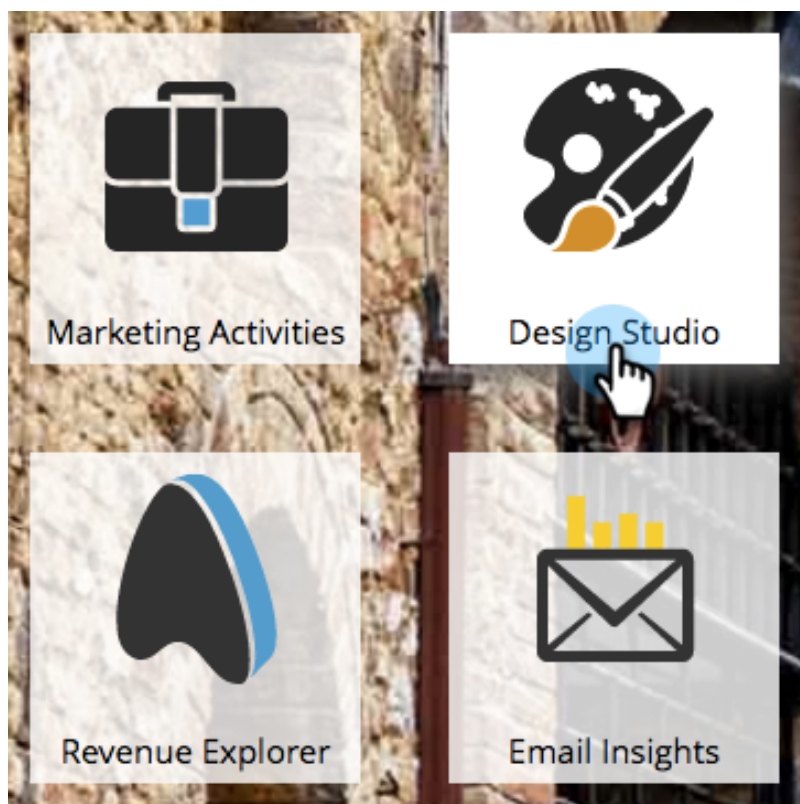 Marketing Activities
Design Studio
Revenue Explorer
Email Insights